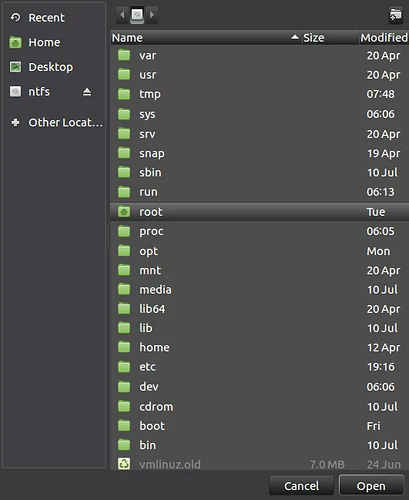 Recent
Home
Desktop
ntfs
Other Locat...
Name Size Modified
var 20 Apr
usr 20 Apr
tmp 07:48
sys 06:06
srv 20 Apr
snap 19 Apr
sbin 10 Jul
run 06:13
root Tue
proc 06:05
opt Mon
mnt 20 Apr
media 10 Jul
lib64 20 Apr
lib 10 Jul
home 12 Apr
etc 19:16
dev 06:06
cdrom 10 Jul
boot Fri
bin 10 Jul
vmlinuz.old 7.0 MB 24 Jun
Cancel Open